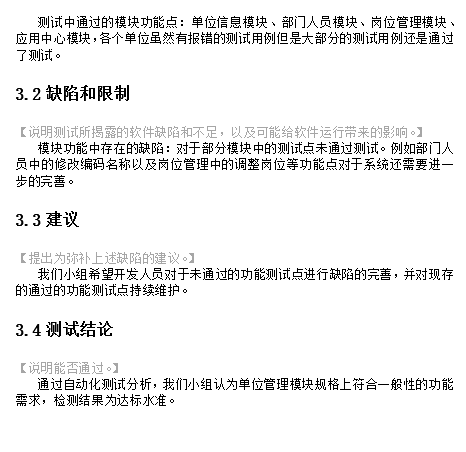 测试中通过的模块功能点：单位信息模块、部门人员模块、岗位管理模块、
应用中心模块，各个单位虽然有报错的测试用例但是大部分的测试用例还是通过
了测试。
3.2 缺陷和限制
【说明测试所揭露的软件缺陷和不足，以及可能给软件运行带来的影响。】
模块功能中存在的缺陷：对于部分模块中的测试点未通过测试。例如部门人
员中的修改编码名称以及岗位管理中的调整岗位等功能点对于系统还需要进一
步的完善。
3.3 建议
【提出为弥补上述缺陷的建议。】
我们小组希望开发人员对于未通过的功能测试点进行缺陷的完善，并对现存
的通过的功能测试点持续维护。
3.4 测试结论
【说明能否通过。】
通过自动化测试分析，我们小组认为单位管理模块规格上符合一般性的功能
需求，检测结果为达标水准。